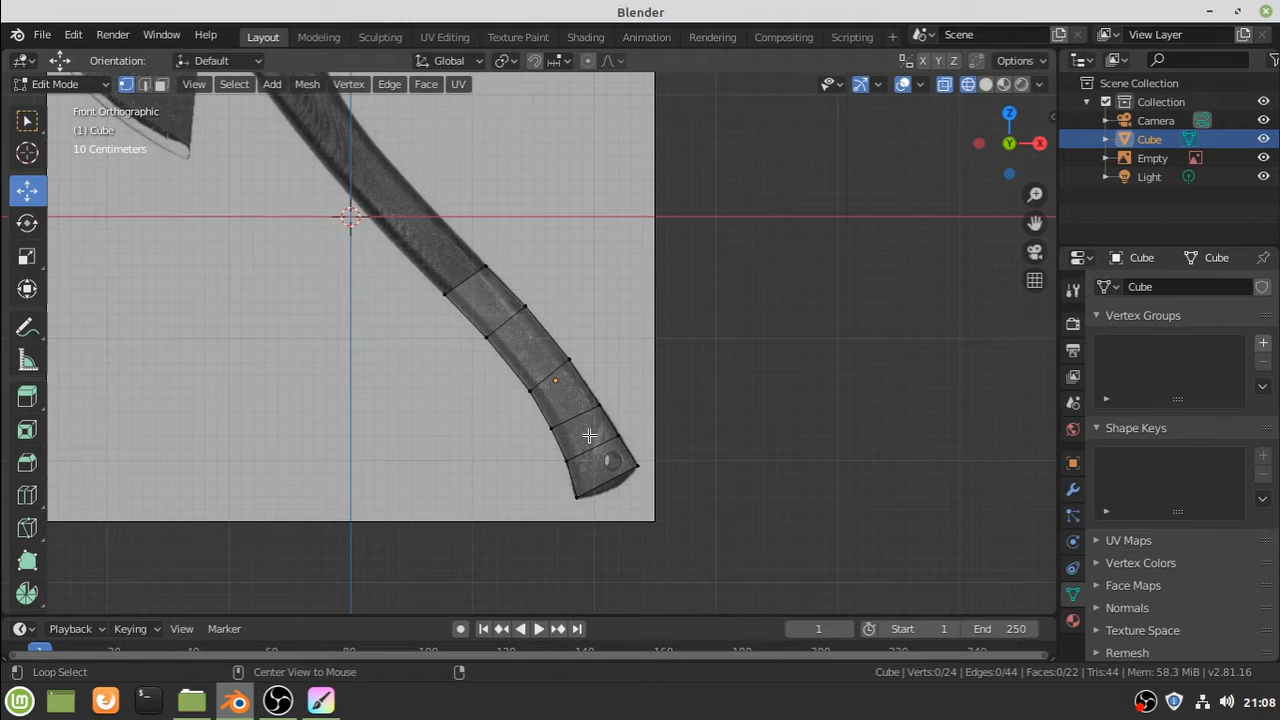 Blender
File Edit Render Window Help
Layout Modeling Sculpting UV Editing Texture Paint Shading Animation Rendering Compositing Scripting +
Scene View Layer
Orientation: Default Global X Y Z Options
Edit Mode View Select Add Mesh Vertex Edge Face UV
Front Orthographic
(1) Cube
10 Centimeters
Z
Y X
Scene Collection
Collection
Camera
Cube
Empty
Light
Cube Cube
Cube
Vertex Groups
Shape Keys
UV Maps
Vertex Colors
Face Maps
Normals
Texture Space
Remesh
Playback Keying View Marker 1 Start 1 End 250
Loop Select Center View to Mouse Cube | Verts:0/24 | Edges:0/44 | Faces:0/22 | Tris:44 | Mem: 58.3 MiB | v2.81.16
21:08